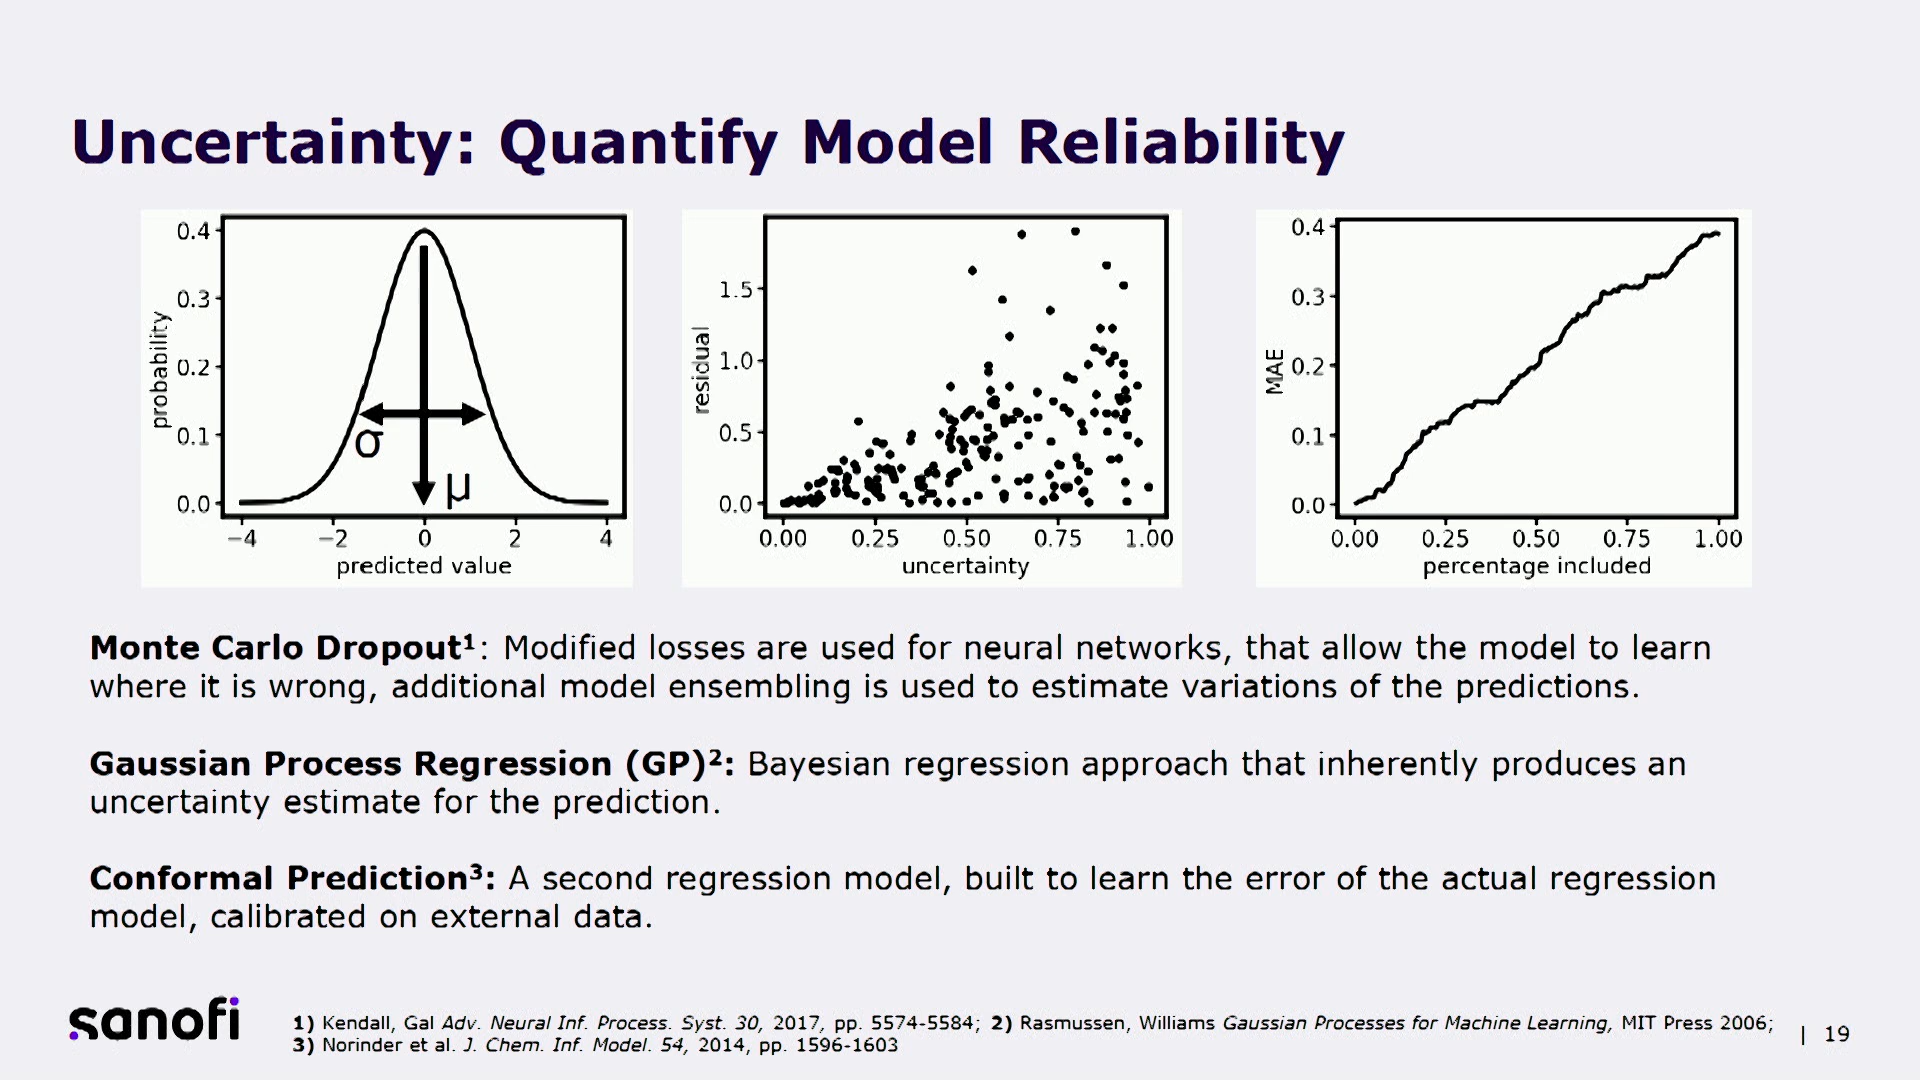 Uncertainty: Quantify Model Reliability
0.4
0.3
0.2
0.1
0.0
probability
σ
μ
−4 −2 0 2 4
predicted value
1.5
1.0
0.5
0.0
residual
0.00 0.25 0.50 0.75 1.00
uncertainty
0.4
0.3
0.2
0.1
0.0
MAE
0.00 0.25 0.50 0.75 1.00
percentage included
Monte Carlo Dropout¹: Modified losses are used for neural networks, that allow the model to learn
where it is wrong, additional model ensembling is used to estimate variations of the predictions.
Gaussian Process Regression (GP)²: Bayesian regression approach that inherently produces an
uncertainty estimate for the prediction.
Conformal Prediction³: A second regression model, built to learn the error of the actual regression
model, calibrated on external data.
sanofi
1) Kendall, Gal Adv. Neural Inf. Process. Syst. 30, 2017, pp. 5574-5584; 2) Rasmussen, Williams Gaussian Processes for Machine Learning, MIT Press 2006;
3) Norinder et al. J. Chem. Inf. Model. 54, 2014, pp. 1596-1603
| 19